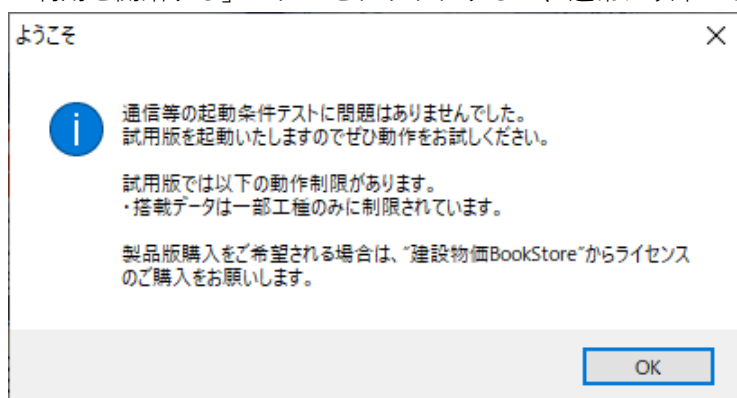 ようこそ
通信等の起動条件テストに問題はありませんでした。
試用版を起動いたしますのでぜひ動作をお試しください。
試用版では以下の動作制限があります。
・搭載データは一部工種のみに制限されています。
製品版購入をご希望される場合は、"建設物価BookStore"からライセンス
のご購入をお願いします。
OK